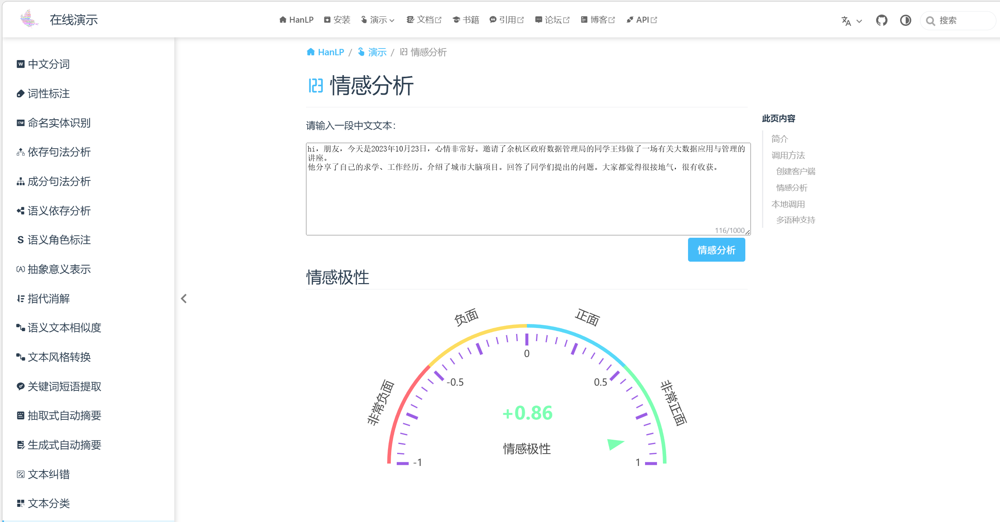 在线演示
HanLP 安装 演示 文档 书籍 引用 论坛 博客 API
搜索
中文分词
词性标注
命名实体识别
依存句法分析
成分句法分析
语义依存分析
语义角色标注
抽象意义表示
指代消解
语义文本相似度
文本风格转换
关键词短语提取
抽取式自动摘要
生成式自动摘要
文本纠错
文本分类
HanLP / 演示 / 情感分析
情感分析
请输入一段中文文本：
hi，朋友，今天是2023年10月23日，心情非常好。邀请了余杭区政府数据管理局的同学王炜做了一场有关大数据应用与管理的
讲座。
他分享了自己的求学、工作经历。介绍了城市大脑项目。回答了同学们提出的问题。大家都觉得很接地气，很有收获。
116/1000
情感分析
情感极性
非常负面
负面
正面
非常正面
-1
-0.5
0
0.5
1
+0.86
情感极性
此页内容
简介
调用方法
创建客户端
情感分析
本地调用
多语种支持